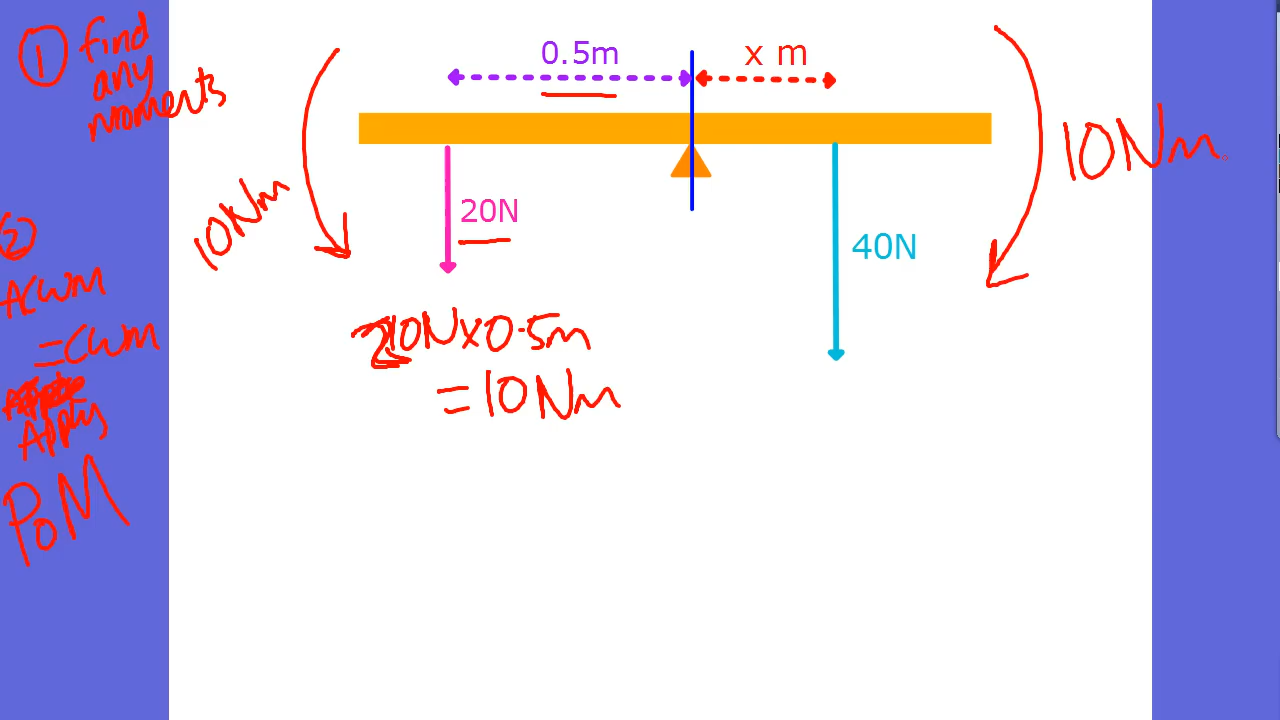 ① find
any
moments
②
ACWM
=CWM
Apply
PoM
0.5m
x m
10Nm
20N
40N
10Nm
20N×0.5m
=10Nm